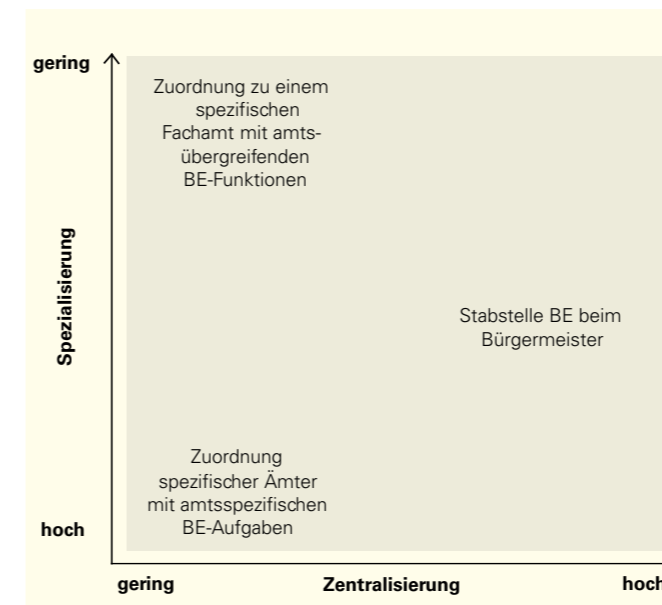 gering
Zuordnung zu einem
spezifischen
Fachamt mit amts-
übergreifenden
BE-Funktionen
Spezialisierung
Stabstelle BE beim
Bürgermeister
Zuordnung
spezifischer Ämter
mit amtsspezifischen
BE-Aufgaben
hoch
gering
Zentralisierung
hoch